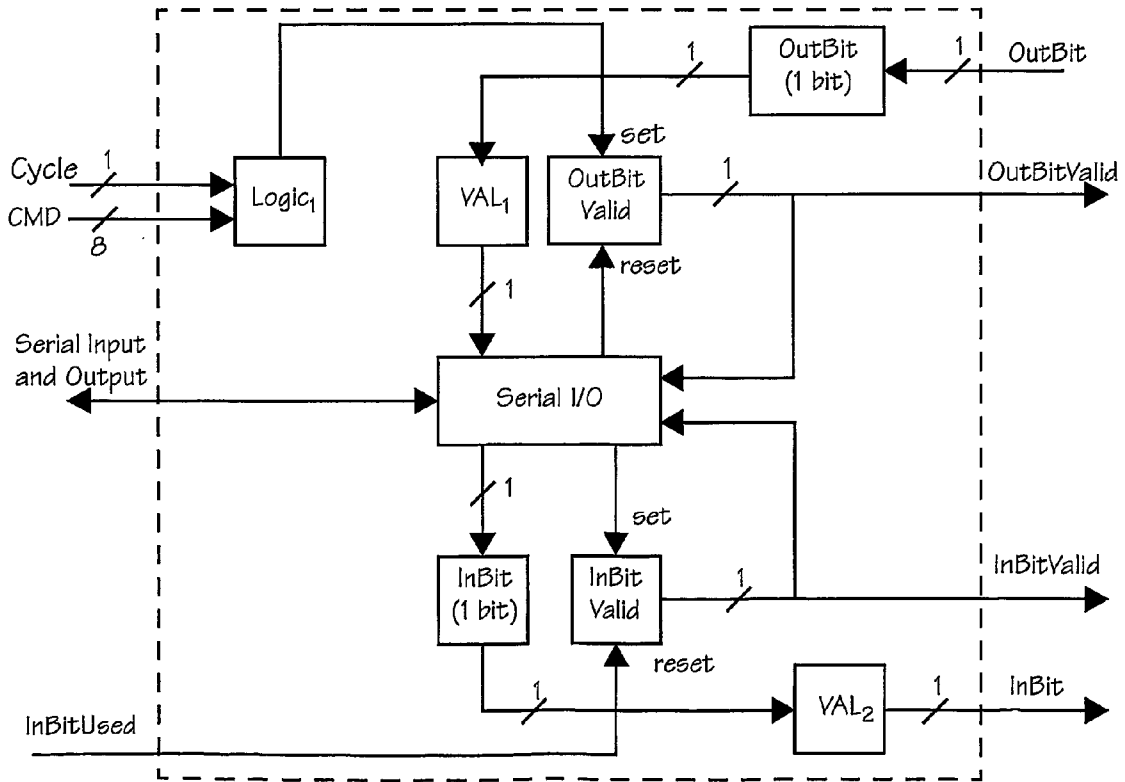 1
OutBit
(1 bit)
1
OutBit
set
Cycle
1
CMD
8
Logic₁
VAL₁
OutBit
Valid
1
OutBitValid
reset
1
Serial Input
and Output
Serial I/O
1
set
InBit
(1 bit)
InBit
Valid
1
InBitValid
reset
1
VAL₂
1
InBit
InBitUsed